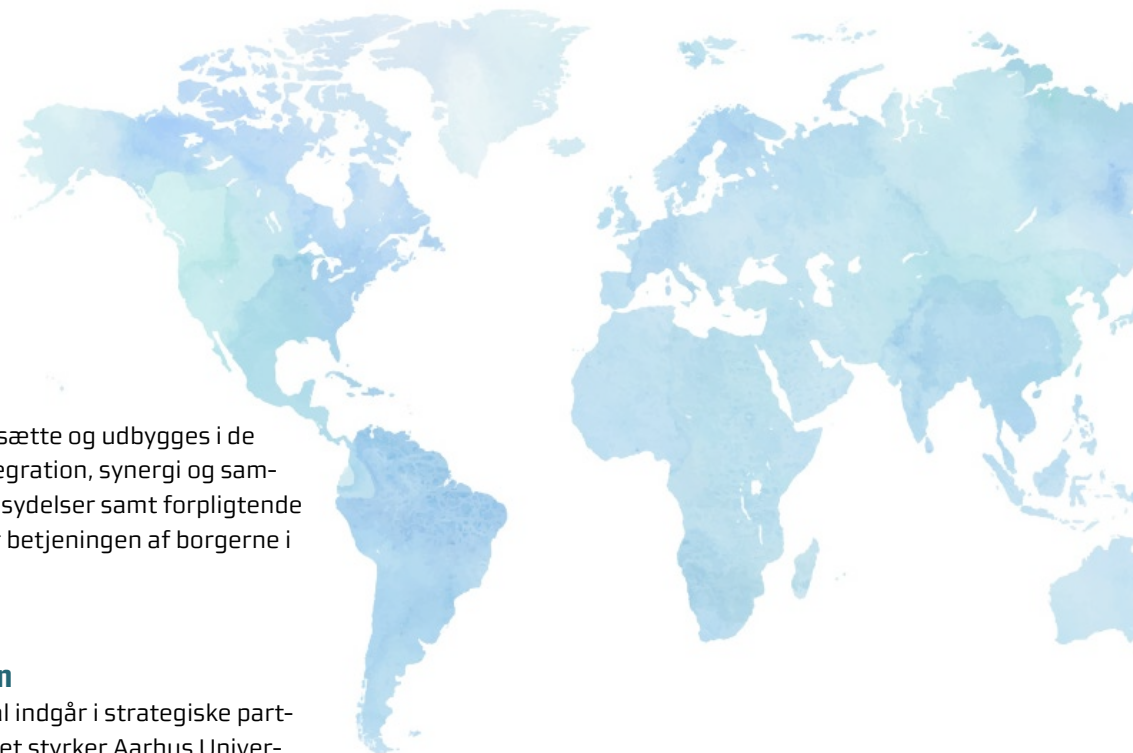 sætte og udbygges i de
egration, synergi og sam-
sydelser samt forpligtende
betjeningen af borgerne i
al indgår i strategiske part-
et styrker Aarhus Univer-